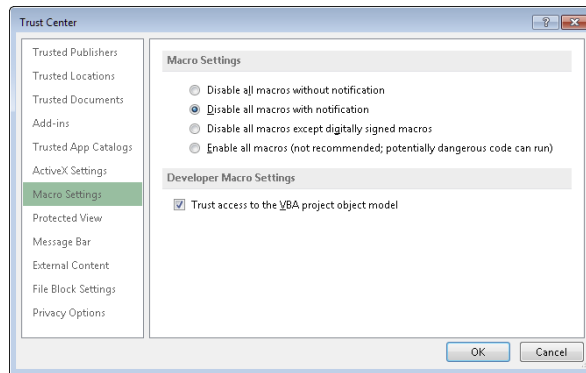 Trust Center
Trusted Publishers
Trusted Locations
Trusted Documents
Add-ins
Trusted App Catalogs
ActiveX Settings
Macro Settings
Protected View
Message Bar
External Content
File Block Settings
Privacy Options
Macro Settings
Disable all macros without notification
Disable all macros with notification
Disable all macros except digitally signed macros
Enable all macros (not recommended; potentially dangerous code can run)
Developer Macro Settings
Trust access to the VBA project object model
OK
Cancel